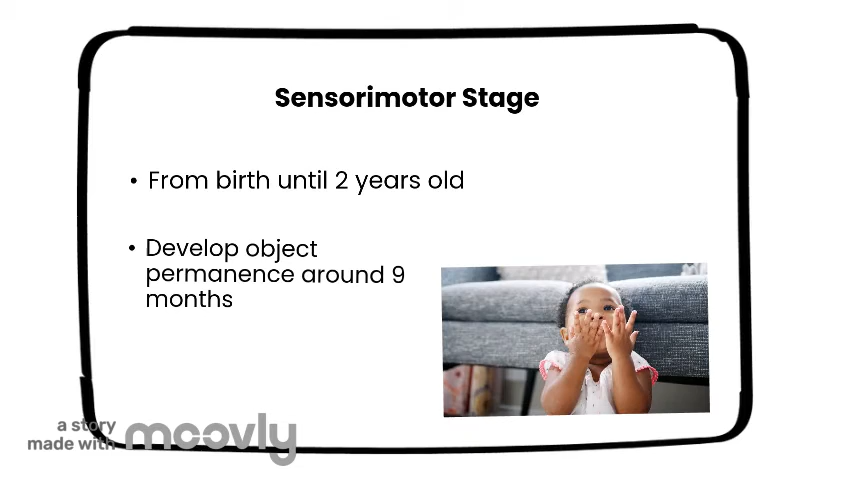 Sensorimotor Stage
• From birth until 2 years old
• Develop object
permanence around 9
months
a story
made with moovly